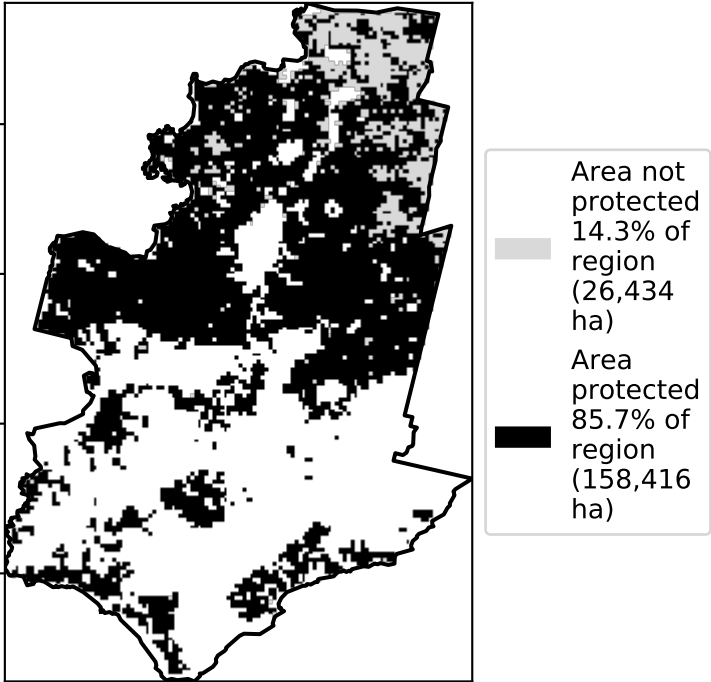 Area not
protected
14.3% of
region
(26,434
ha)
Area
protected
85.7% of
region
(158,416
ha)